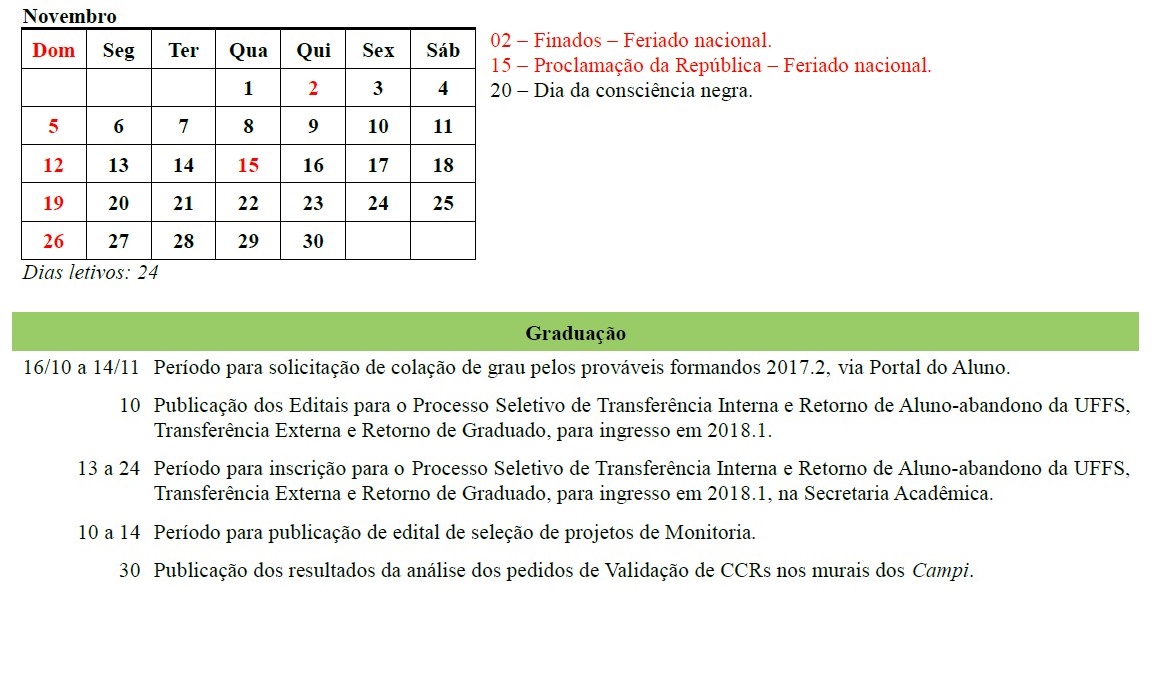 Novembro
Dom Seg Ter Qua Qui Sex Sáb
1 2 3 4
5 6 7 8 9 10 11
12 13 14 15 16 17 18
19 20 21 22 23 24 25
26 27 28 29 30
Dias letivos: 24
02 – Finados – Feriado nacional.
15 – Proclamação da República – Feriado nacional.
20 – Dia da consciência negra.
Graduação
16/10 a 14/11 Período para solicitação de colação de grau pelos prováveis formandos 2017.2, via Portal do Aluno.
10 Publicação dos Editais para o Processo Seletivo de Transferência Interna e Retorno de Aluno-abandono da UFFS,
Transferência Externa e Retorno de Graduado, para ingresso em 2018.1.
13 a 24 Período para inscrição para o Processo Seletivo de Transferência Interna e Retorno de Aluno-abandono da UFFS,
Transferência Externa e Retorno de Graduado, para ingresso em 2018.1, na Secretaria Acadêmica.
10 a 14 Período para publicação de edital de seleção de projetos de Monitoria.
30 Publicação dos resultados da análise dos pedidos de Validação de CCRs nos murais dos Campi.